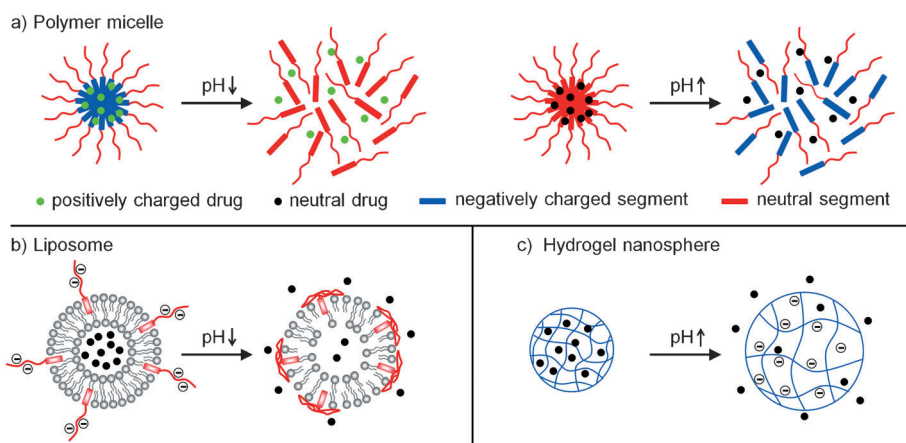 a) Polymer micelle
pH↓
pH↑
positively charged drug neutral drug negatively charged segment neutral segment
b) Liposome
pH↓
c) Hydrogel nanosphere
pH↑